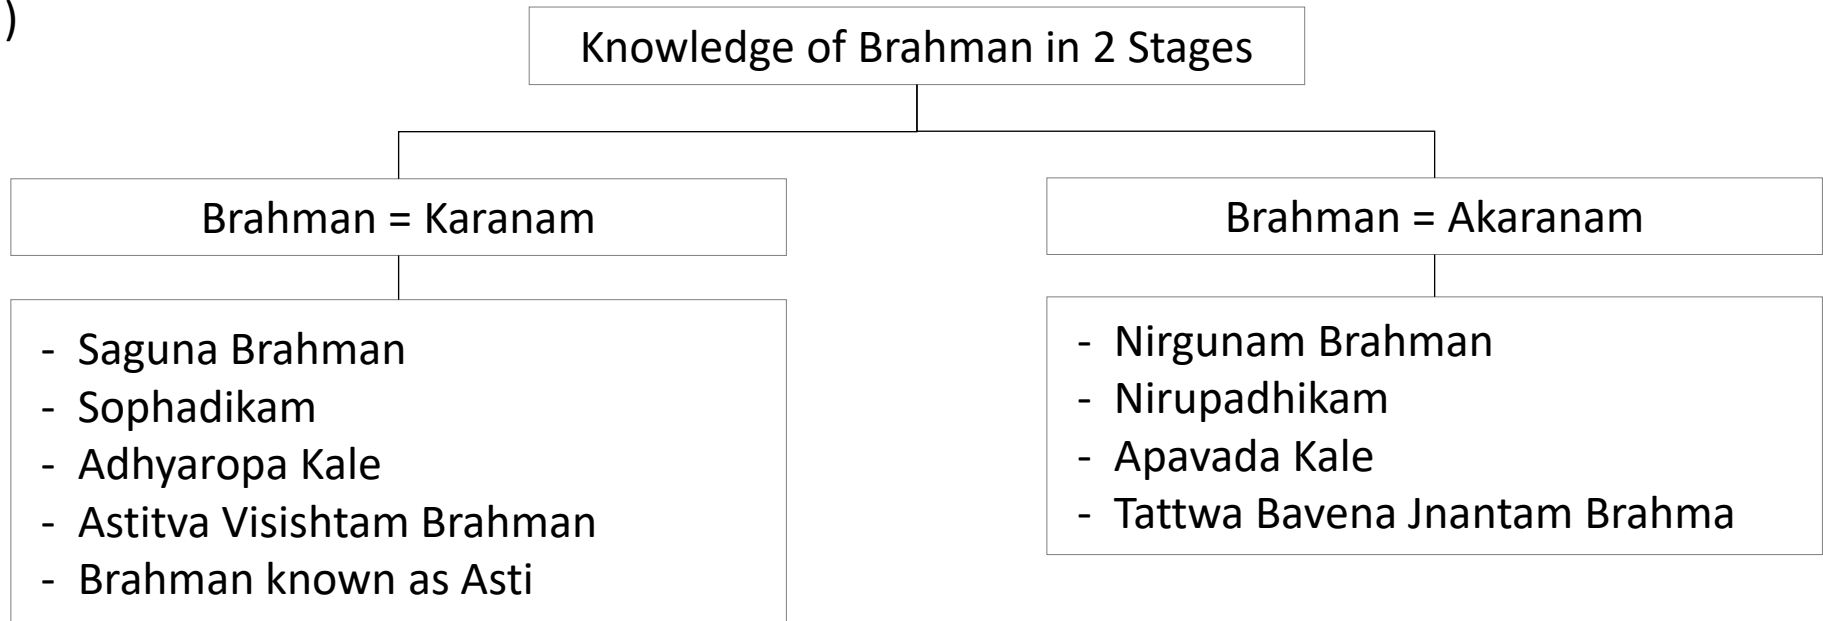 )
Knowledge of Brahman in 2 Stages
Brahman = Karanam
- Saguna Brahman
- Sophadikam
- Adhyaropa Kale
- Astitva Visishtam Brahman
- Brahman known as Asti
Brahman = Akaranam
- Nirgunam Brahman
- Nirupadhikam
- Apavada Kale
- Tattwa Bavena Jnantam Brahma